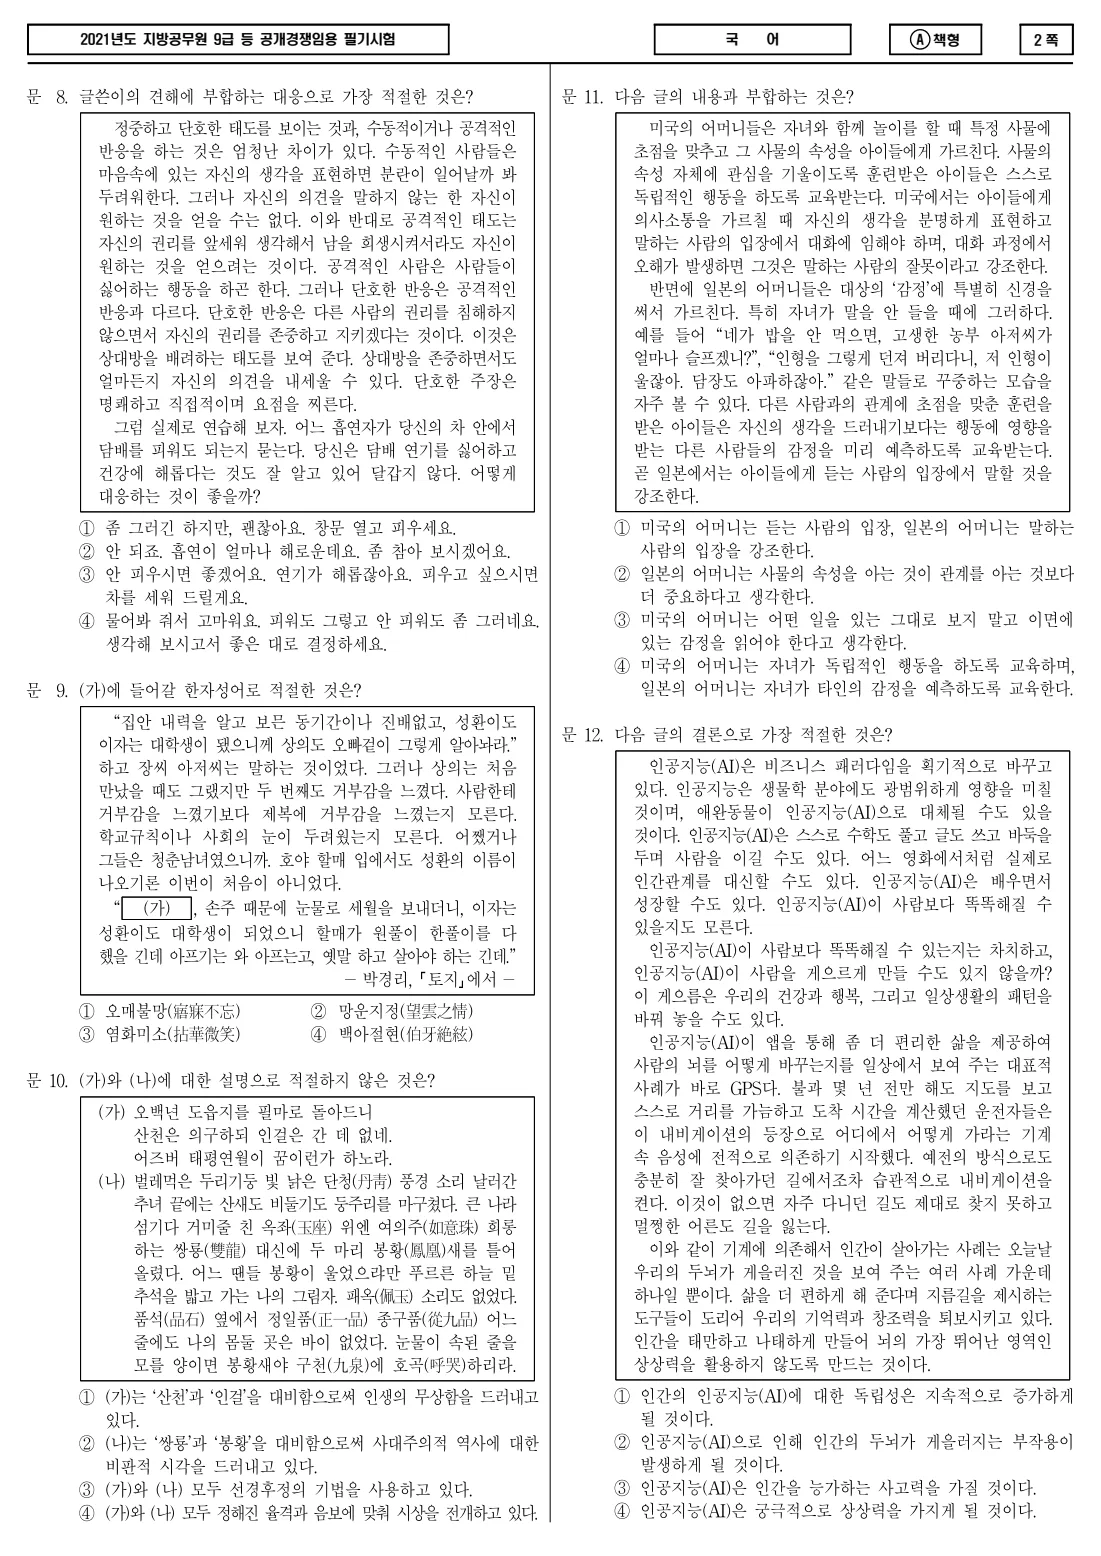 2021년도 지방공무원 9급 등 공개경쟁임용 필기시험
국 어
Ⓐ 책형
2 쪽
문 8. 글쓴이의 견해에 부합하는 대응으로 가장 적절한 것은?
정중하고 단호한 태도를 보이는 것과, 수동적이거나 공격적인
반응을 하는 것은 엄청난 차이가 있다. 수동적인 사람들은
마음속에 있는 자신의 생각을 표현하면 분란이 일어날까 봐
두려워한다. 그러나 자신의 의견을 말하지 않는 한 자신이
원하는 것을 얻을 수는 없다. 이와 반대로 공격적인 태도는
자신의 권리를 앞세워 생각해서 남을 희생시켜서라도 자신이
원하는 것을 얻으려는 것이다. 공격적인 사람은 사람들이
싫어하는 행동을 하곤 한다. 그러나 단호한 반응은 공격적인
반응과 다르다. 단호한 반응은 다른 사람의 권리를 침해하지
않으면서 자신의 권리를 존중하고 지키겠다는 것이다. 이것은
상대방을 배려하는 태도를 보여 준다. 상대방을 존중하면서도
얼마든지 자신의 의견을 내세울 수 있다. 단호한 주장은
명쾌하고 직접적이며 요점을 찌른다.
그럼 실제로 연습해 보자. 어느 흡연자가 당신의 차 안에서
담배를 피워도 되는지 묻는다. 당신은 담배 연기를 싫어하고
건강에 해롭다는 것도 잘 알고 있어 달갑지 않다. 어떻게
대응하는 것이 좋을까?
① 좀 그러긴 하지만, 괜찮아요. 창문 열고 피우세요.
② 안 되죠. 흡연이 얼마나 해로운데요. 좀 참아 보시겠어요.
③ 안 피우시면 좋겠어요. 연기가 해롭잖아요. 피우고 싶으시면
차를 세워 드릴게요.
④ 물어봐 줘서 고마워요. 피워도 그렇고 안 피워도 좀 그러네요.
생각해 보시고서 좋은 대로 결정하세요.
문 9. (가)에 들어갈 한자성어로 적절한 것은?
“집안 내력을 알고 보믄 동기간이나 진배없고, 성환이도
이자는 대학생이 됐으니께 상의도 오빠겉이 그렇게 알아놔라.”
하고 장씨 아저씨는 말하는 것이었다. 그러나 상의는 처음
만났을 때도 그랬지만 두 번째도 거부감을 느꼈다. 사람한테
거부감을 느꼈기보다 제복에 거부감을 느꼈는지 모른다.
학교규칙이나 사회의 눈이 두려웠는지 모른다. 어쨌거나
그들은 청춘남녀였으니까. 호야 할매 입에서도 성환의 이름이
나오기론 이번이 처음이 아니었다.
“ (가) , 손주 때문에 눈물로 세월을 보내더니, 이자는
성환이도 대학생이 되었으니 할매가 원풀이 한풀이를 다
했을 긴데 아프기는 와 아프는고, 옛말 하고 살아야 하는 긴데.”
－ 박경리, ｢토지｣에서 －
① 오매불망(寤寐不忘) ② 망운지정(望雲之情)
③ 염화미소(拈華微笑) ④ 백아절현(伯牙絶絃)
문 10. (가)와 (나)에 대한 설명으로 적절하지 않은 것은?
(가) 오백년 도읍지를 필마로 돌아드니
산천은 의구하되 인걸은 간 데 없네.
어즈버 태평연월이 꿈이런가 하노라.
(나) 벌레먹은 두리기둥 빛 낡은 단청(丹靑) 풍경 소리 날러간
추녀 끝에는 산새도 비둘기도 둥주리를 마구쳤다. 큰 나라
섬기다 거미줄 친 옥좌(玉座) 위엔 여의주(如意珠) 희롱
하는 쌍룡(雙龍) 대신에 두 마리 봉황(鳳凰)새를 틀어
올렸다. 어느 땐들 봉황이 울었으랴만 푸르른 하늘 밑
추석을 밟고 가는 나의 그림자. 패옥(佩玉) 소리도 없었다.
품석(品石) 옆에서 정일품(正一品) 종구품(從九品) 어느
줄에도 나의 몸둘 곳은 바이 없었다. 눈물이 속된 줄을
모를 양이면 봉황새야 구천(九泉)에 호곡(呼哭)하리라.
① (가)는 ‘산천’과 ‘인걸’을 대비함으로써 인생의 무상함을 드러내고
있다.
② (나)는 ‘쌍룡’과 ‘봉황’을 대비함으로써 사대주의적 역사에 대한
비판적 시각을 드러내고 있다.
③ (가)와 (나) 모두 선경후정의 기법을 사용하고 있다.
④ (가)와 (나) 모두 정해진 율격과 음보에 맞춰 시상을 전개하고 있다.
문 11. 다음 글의 내용과 부합하는 것은?
미국의 어머니들은 자녀와 함께 놀이를 할 때 특정 사물에
초점을 맞추고 그 사물의 속성을 아이들에게 가르친다. 사물의
속성 자체에 관심을 기울이도록 훈련받은 아이들은 스스로
독립적인 행동을 하도록 교육받는다. 미국에서는 아이들에게
의사소통을 가르칠 때 자신의 생각을 분명하게 표현하고
말하는 사람의 입장에서 대화에 임해야 하며, 대화 과정에서
오해가 발생하면 그것은 말하는 사람의 잘못이라고 강조한다.
반면에 일본의 어머니들은 대상의 ‘감정’에 특별히 신경을
써서 가르친다. 특히 자녀가 말을 안 들을 때에 그러하다.
예를 들어 “네가 밥을 안 먹으면, 고생한 농부 아저씨가
얼마나 슬프겠니?”, “인형을 그렇게 던져 버리다니, 저 인형이
울잖아. 담장도 아파하잖아.” 같은 말들로 꾸중하는 모습을
자주 볼 수 있다. 다른 사람과의 관계에 초점을 맞춘 훈련을
받은 아이들은 자신의 생각을 드러내기보다는 행동에 영향을
받는 다른 사람들의 감정을 미리 예측하도록 교육받는다.
곧 일본에서는 아이들에게 듣는 사람의 입장에서 말할 것을
강조한다.
① 미국의 어머니는 듣는 사람의 입장, 일본의 어머니는 말하는
사람의 입장을 강조한다.
② 일본의 어머니는 사물의 속성을 아는 것이 관계를 아는 것보다
더 중요하다고 생각한다.
③ 미국의 어머니는 어떤 일을 있는 그대로 보지 말고 이면에
있는 감정을 읽어야 한다고 생각한다.
④ 미국의 어머니는 자녀가 독립적인 행동을 하도록 교육하며,
일본의 어머니는 자녀가 타인의 감정을 예측하도록 교육한다.
문 12. 다음 글의 결론으로 가장 적절한 것은?
인공지능(AI)은 비즈니스 패러다임을 획기적으로 바꾸고
있다. 인공지능은 생물학 분야에도 광범위하게 영향을 미칠
것이며, 애완동물이 인공지능(AI)으로 대체될 수도 있을
것이다. 인공지능(AI)은 스스로 수학도 풀고 글도 쓰고 바둑을
두며 사람을 이길 수도 있다. 어느 영화에서처럼 실제로
인간관계를 대신할 수도 있다. 인공지능(AI)은 배우면서
성장할 수도 있다. 인공지능(AI)이 사람보다 똑똑해질 수
있을지도 모른다.
인공지능(AI)이 사람보다 똑똑해질 수 있는지는 차치하고,
인공지능(AI)이 사람을 게으르게 만들 수도 있지 않을까?
이 게으름은 우리의 건강과 행복, 그리고 일상생활의 패턴을
바꿔 놓을 수도 있다.
인공지능(AI)이 앱을 통해 좀 더 편리한 삶을 제공하여
사람의 뇌를 어떻게 바꾸는지를 일상에서 보여 주는 대표적
사례가 바로 GPS다. 불과 몇 년 전만 해도 지도를 보고
스스로 거리를 가늠하고 도착 시간을 계산했던 운전자들은
이 내비게이션의 등장으로 어디에서 어떻게 가라는 기계
속 음성에 전적으로 의존하기 시작했다. 예전의 방식으로도
충분히 잘 찾아가던 길에서조차 습관적으로 내비게이션을
켠다. 이것이 없으면 자주 다니던 길도 제대로 찾지 못하고
멀쩡한 어른도 길을 잃는다.
이와 같이 기계에 의존해서 인간이 살아가는 사례는 오늘날
우리의 두뇌가 게을러진 것을 보여 주는 여러 사례 가운데
하나일 뿐이다. 삶을 더 편하게 해 준다며 지름길을 제시하는
도구들이 도리어 우리의 기억력과 창조력을 퇴보시키고 있다.
인간을 태만하고 나태하게 만들어 뇌의 가장 뛰어난 영역인
상상력을 활용하지 않도록 만드는 것이다.
① 인간의 인공지능(AI)에 대한 독립성은 지속적으로 증가하게
될 것이다.
② 인공지능(AI)으로 인해 인간의 두뇌가 게을러지는 부작용이
발생하게 될 것이다.
③ 인공지능(AI)은 인간을 능가하는 사고력을 가질 것이다.
④ 인공지능(AI)은 궁극적으로 상상력을 가지게 될 것이다.